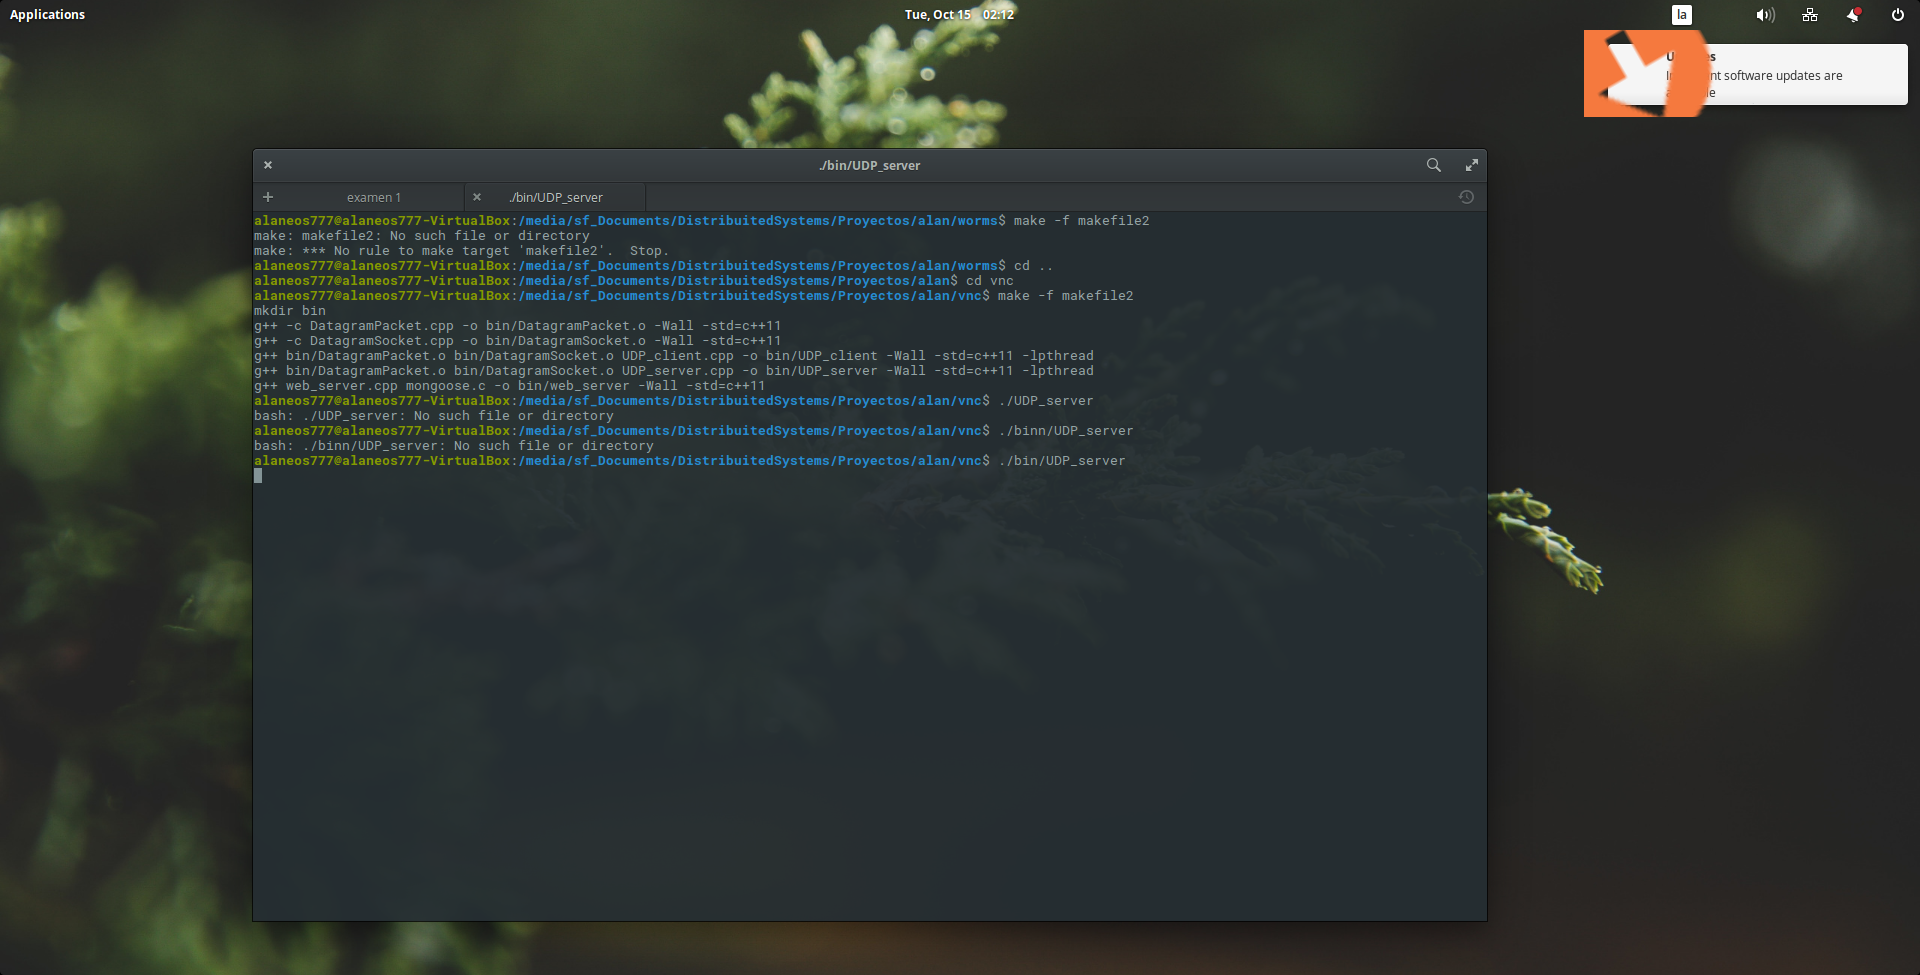 Applications
Tue, Oct 15 02:12
la
software updates are
./bin/UDP_server
examen 1
./bin/UDP_server
alaneos777@alaneos777-VirtualBox:/media/sf_Documents/DistribuitedSystems/Proyectos/alan/worms$ make -f makefile2
make: makefile2: No such file or directory
make: *** No rule to make target 'makefile2'.  Stop.
alaneos777@alaneos777-VirtualBox:/media/sf_Documents/DistribuitedSystems/Proyectos/alan/worms$ cd ..
alaneos777@alaneos777-VirtualBox:/media/sf_Documents/DistribuitedSystems/Proyectos/alan$ cd vnc
alaneos777@alaneos777-VirtualBox:/media/sf_Documents/DistribuitedSystems/Proyectos/alan/vnc$ make -f makefile2
mkdir bin
g++ -c DatagramPacket.cpp -o bin/DatagramPacket.o -Wall -std=c++11
g++ -c DatagramSocket.cpp -o bin/DatagramSocket.o -Wall -std=c++11
g++ bin/DatagramPacket.o bin/DatagramSocket.o UDP_client.cpp -o bin/UDP_client -Wall -std=c++11 -lpthread
g++ bin/DatagramPacket.o bin/DatagramSocket.o UDP_server.cpp -o bin/UDP_server -Wall -std=c++11 -lpthread
g++ web_server.cpp mongoose.c -o bin/web_server -Wall -std=c++11
alaneos777@alaneos777-VirtualBox:/media/sf_Documents/DistribuitedSystems/Proyectos/alan/vnc$ ./UDP_server
bash: ./UDP_server: No such file or directory
alaneos777@alaneos777-VirtualBox:/media/sf_Documents/DistribuitedSystems/Proyectos/alan/vnc$ ./binn/UDP_server
bash: ./binn/UDP_server: No such file or directory
alaneos777@alaneos777-VirtualBox:/media/sf_Documents/DistribuitedSystems/Proyectos/alan/vnc$ ./bin/UDP_server